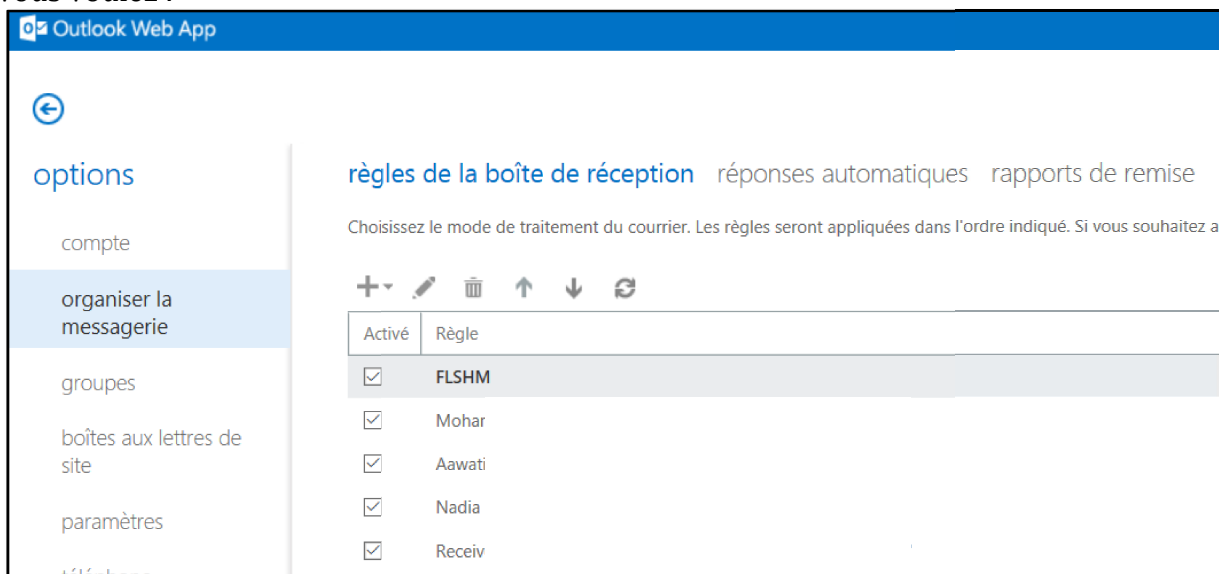 Outlook Web App
options
compte
organiser la
messagerie
groupes
boîtes aux lettres de
site
paramètres
règles de la boîte de réception réponses automatiques rapports de remise
Choisissez le mode de traitement du courrier. Les règles seront appliquées dans l'ordre indiqué. Si vous souhaitez a
Activé Règle
FLSHM
Mohar
Aawati
Nadia
Receiv